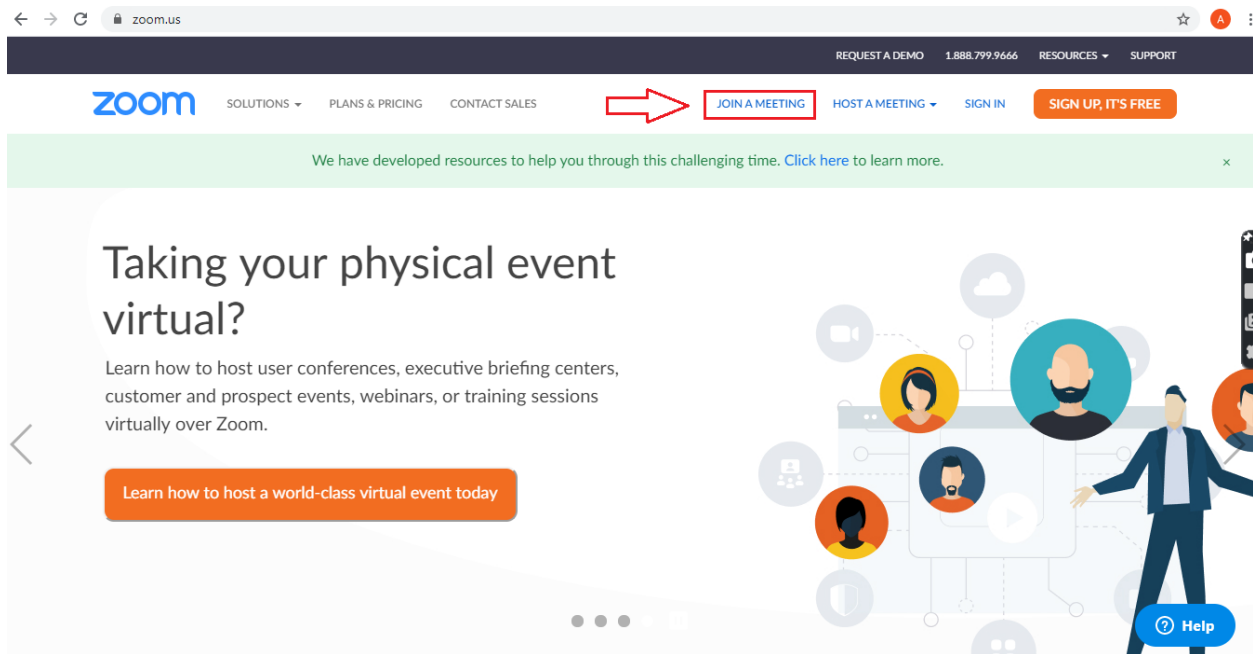 zoom.us
A
REQUEST A DEMO 1.888.799.9666 RESOURCES SUPPORT
zoom SOLUTIONS PLANS & PRICING CONTACT SALES JOIN A MEETING HOST A MEETING SIGN IN SIGN UP, IT'S FREE
We have developed resources to help you through this challenging time. Click here to learn more.
Taking your physical event
virtual?
Learn how to host user conferences, executive briefing centers,
customer and prospect events, webinars, or training sessions
virtually over Zoom.
Learn how to host a world-class virtual event today
Help